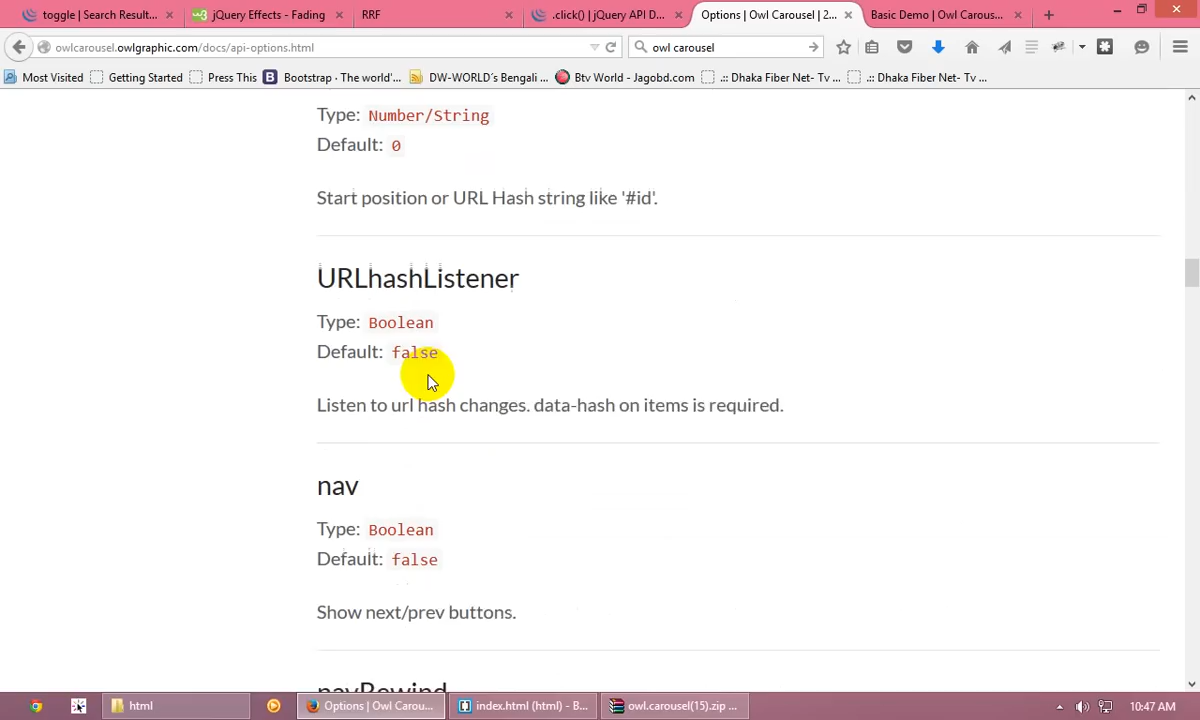 toggle | Search Result...
jQuery Effects - Fading
RRF
.click() | jQuery API D...
Options | Owl Carousel | 2...
Basic Demo | Owl Carous...
owlcarousel.owlgraphic.com/docs/api-options.html
owl carousel
Most Visited
Getting Started
Press This
Bootstrap · The world'...
DW-WORLD´s Bengali ...
Btv World - Jagobd.com
.:: Dhaka Fiber Net- Tv ...
.:: Dhaka Fiber Net- Tv ...
Type: Number/String
Default: 0
Start position or URL Hash string like '#id'.
URLhashListener
Type: Boolean
Default: false
Listen to url hash changes. data-hash on items is required.
nav
Type: Boolean
Default: false
Show next/prev buttons.
navRewind
html
Options | Owl Carou...
index.html (html) - B...
owl.carousel(15).zip ...
10:47 AM